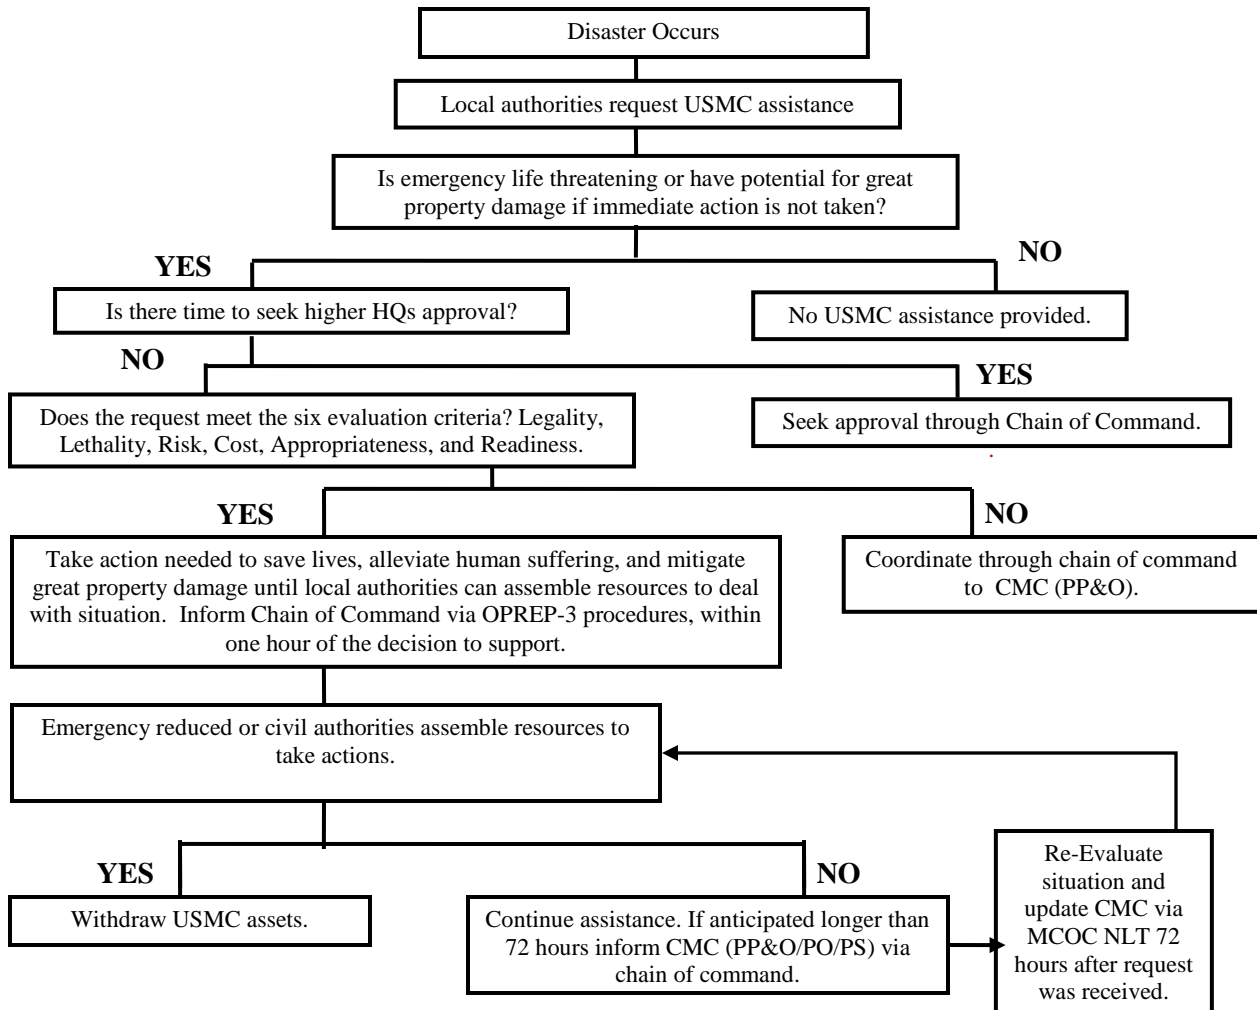 Disaster Occurs
Local authorities request USMC assistance
Is emergency life threatening or have potential for great
property damage if immediate action is not taken?
YES
NO
Is there time to seek higher HQs approval?
No USMC assistance provided.
NO
YES
Does the request meet the six evaluation criteria? Legality,
Lethality, Risk, Cost, Appropriateness, and Readiness.
Seek approval through Chain of Command.
.
YES
NO
Take action needed to save lives, alleviate human suffering, and mitigate
great property damage until local authorities can assemble resources to deal
with situation.  Inform Chain of Command via OPREP-3 procedures, within
one hour of the decision to support.
Coordinate through chain of command
to  CMC (PP&O).
Emergency reduced or civil authorities assemble resources to
take actions.
YES
NO
Withdraw USMC assets.
Continue assistance. If anticipated longer than
72 hours inform CMC (PP&O/PO/PS) via
chain of command.
Re-Evaluate
situation and
update CMC via
MCOC NLT 72
hours after request
was received.